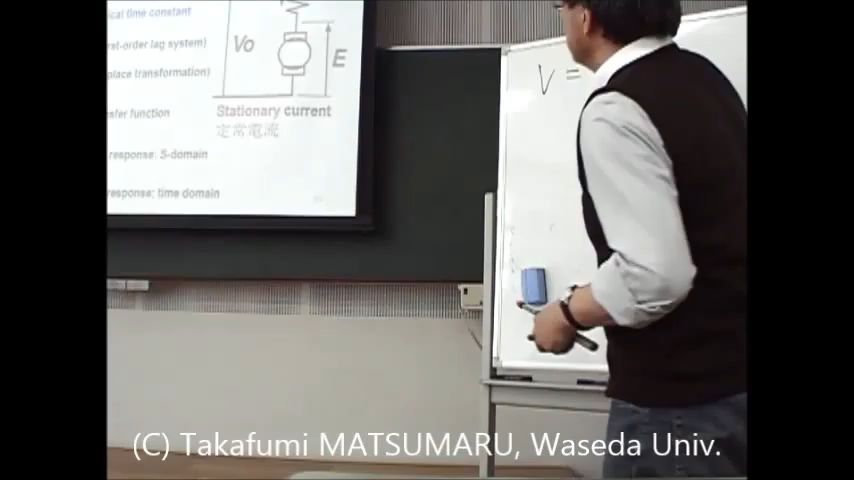 cal time constant
rst-order lag system)
place transformation)
sfer function
response: S-domain
response: time domain
Vo
E
Stationary current
定常電流
V =
(C) Takafumi MATSUMARU, Waseda Univ.